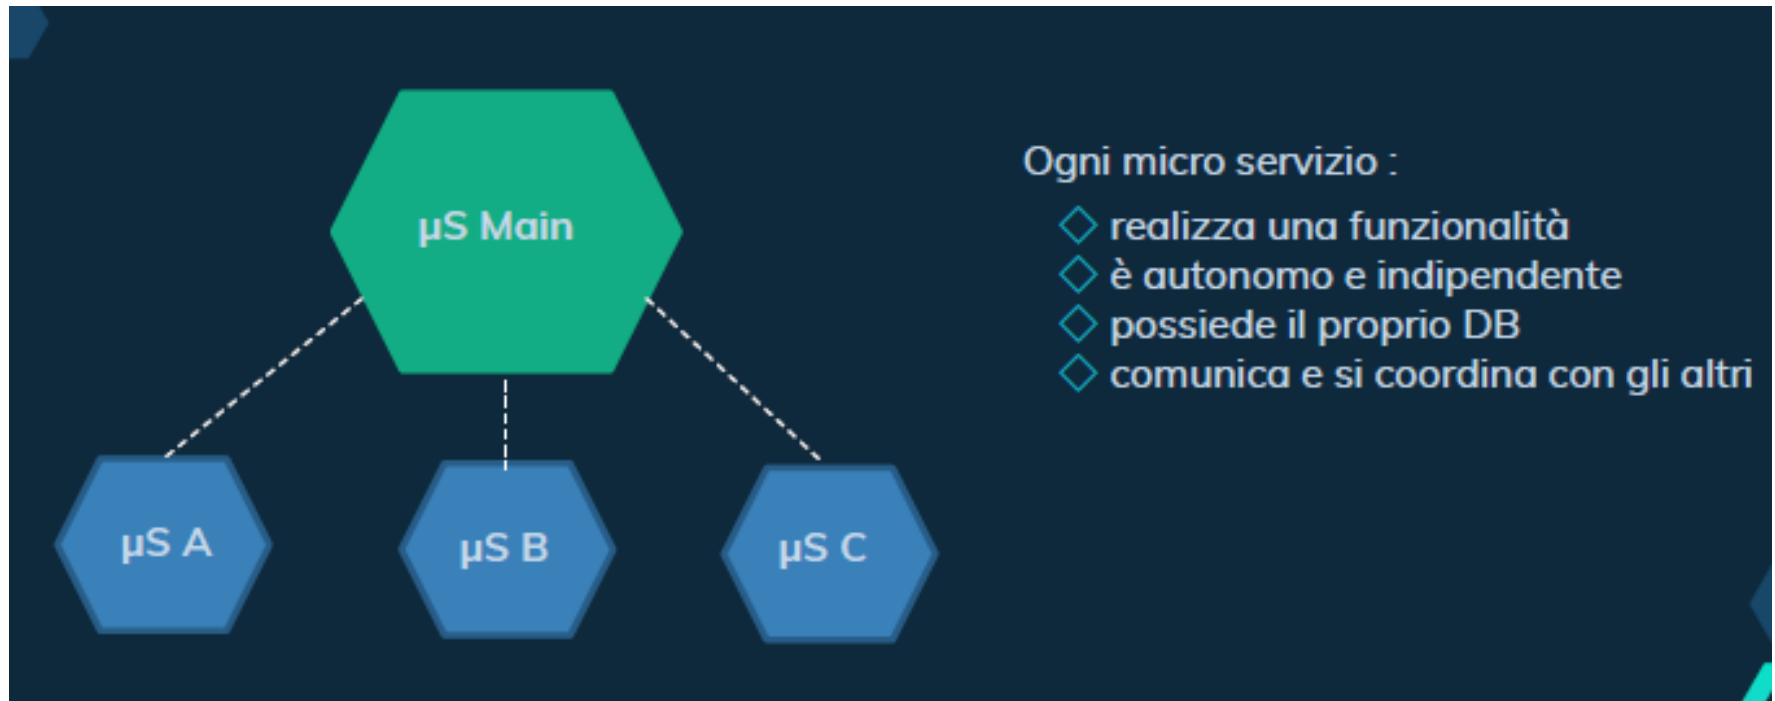 µS Main
µS A
µS B
µS C
Ogni micro servizio :
realizza una funzionalità
è autonomo e indipendente
possiede il proprio DB
comunica e si coordina con gli altri